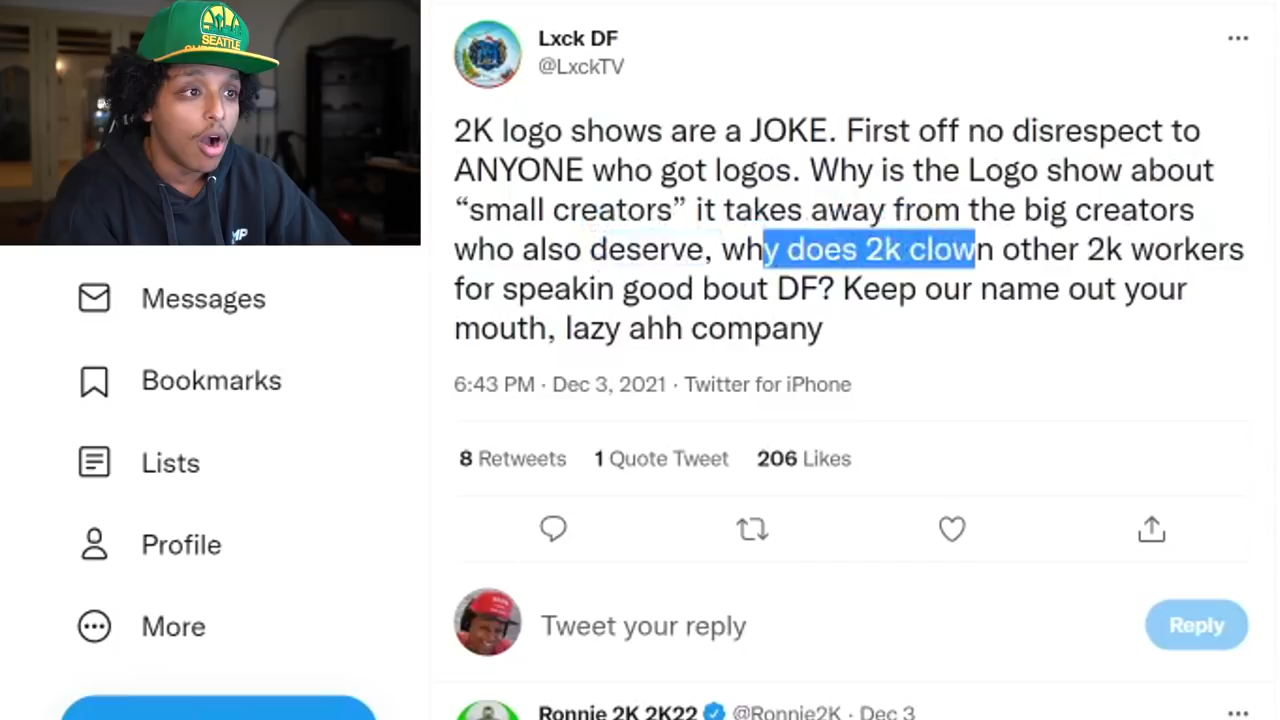 SEATTLE
Lxck DF
@LxckTV
2K logo shows are a JOKE. First off no disrespect to
ANYONE who got logos. Why is the Logo show about
“small creators” it takes away from the big creators
who also deserve, why does 2k clown other 2k workers
for speakin good bout DF? Keep our name out your
mouth, lazy ahh company
6:43 PM · Dec 3, 2021 · Twitter for iPhone
8 Retweets 1 Quote Tweet 206 Likes
Messages
Bookmarks
Lists
Profile
More
Tweet your reply
Reply
Ronnie 2K 2K22 @Ronnie2K · Dec 3